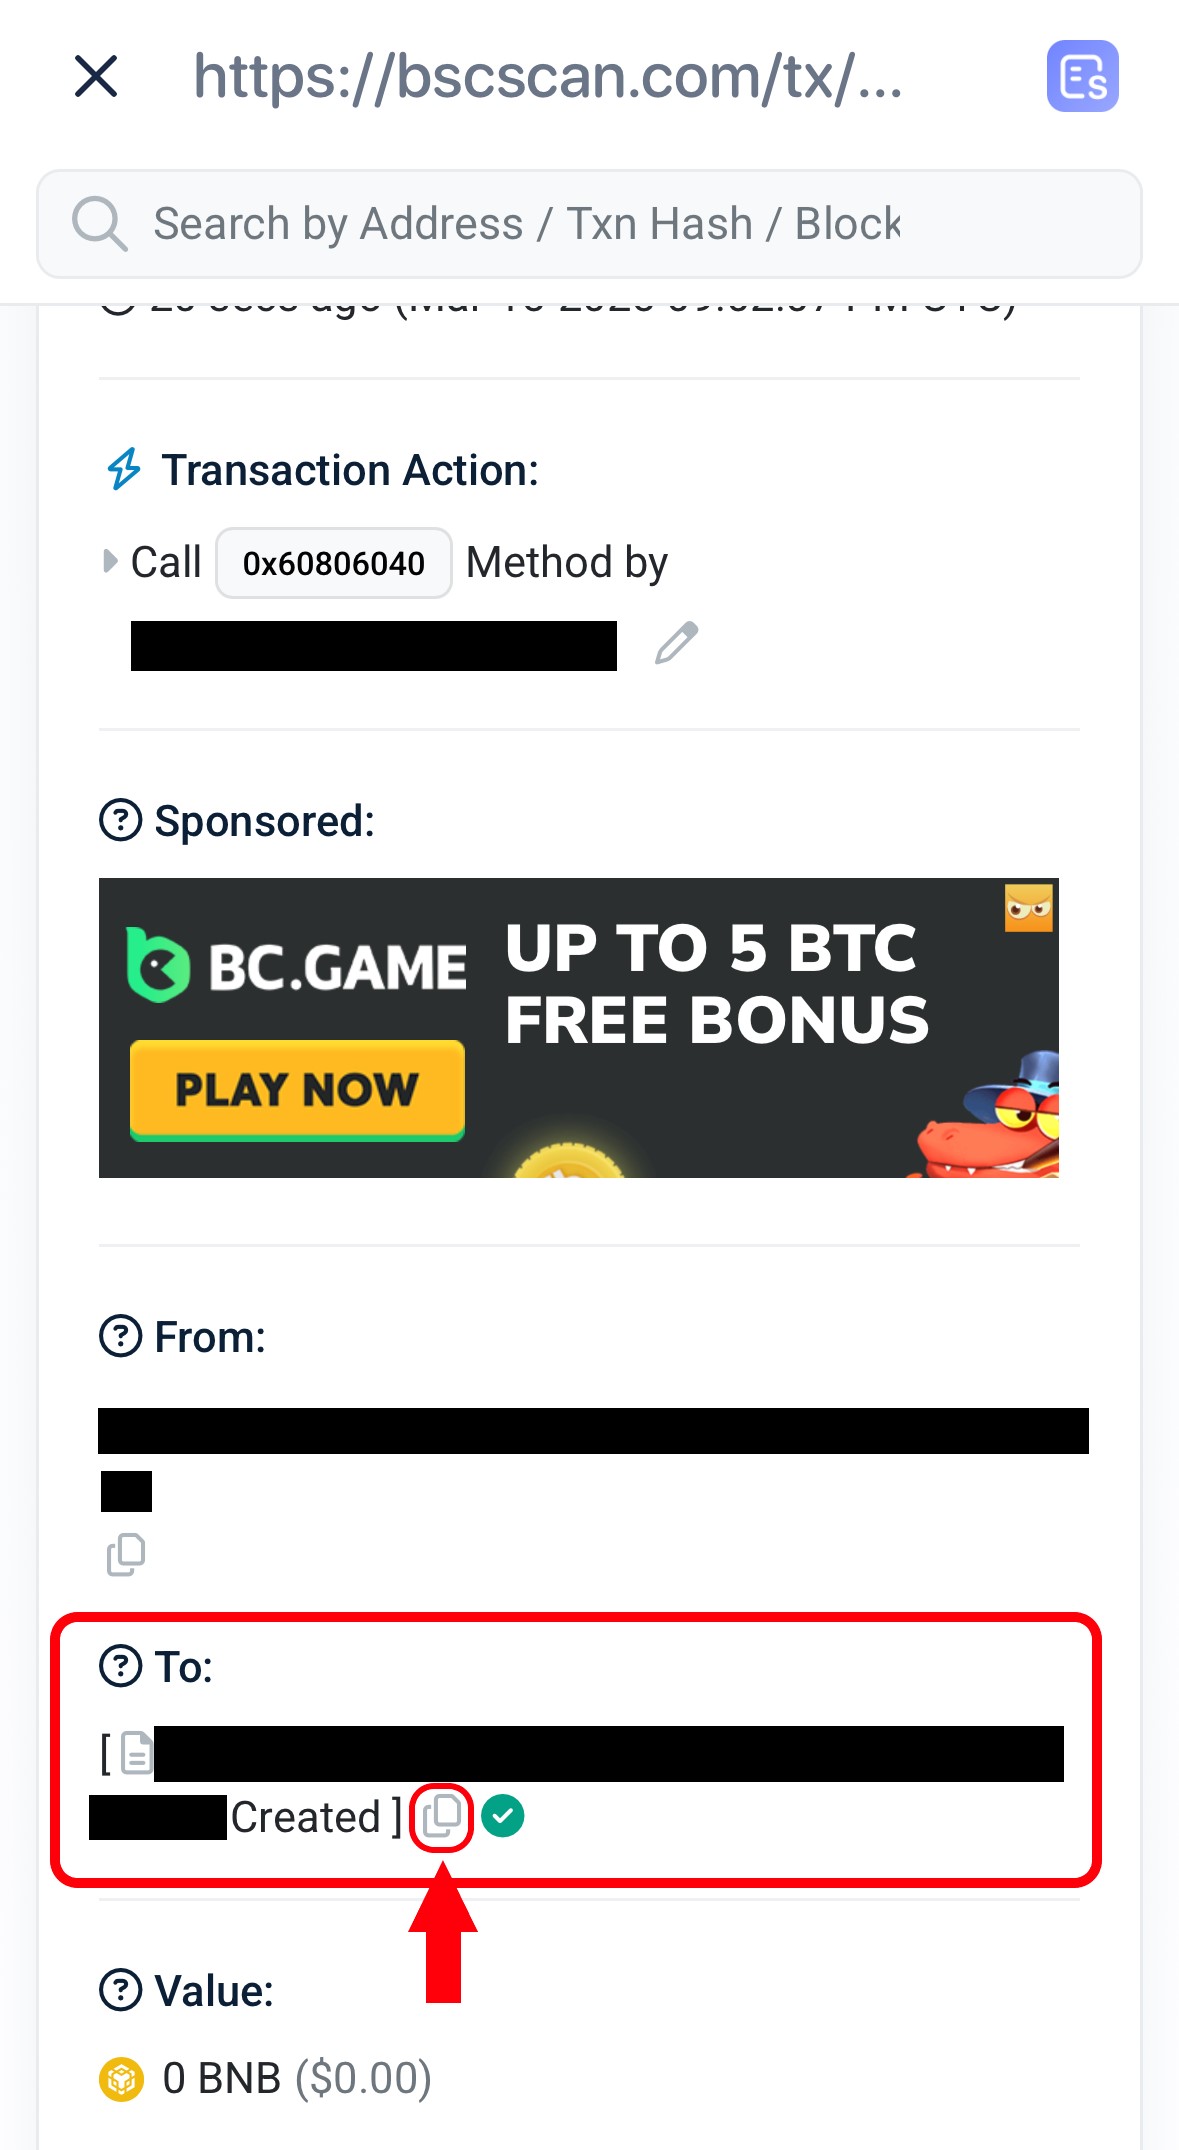 https://bscscan.com/tx/...
Search by Address / Txn Hash / Block
Transaction Action:
Call 0x60806040 Method by
Sponsored:
BC.GAME
UP TO 5 BTC
FREE BONUS
PLAY NOW
From:
To:
[
Created ]
Value:
0 BNB ($0.00)